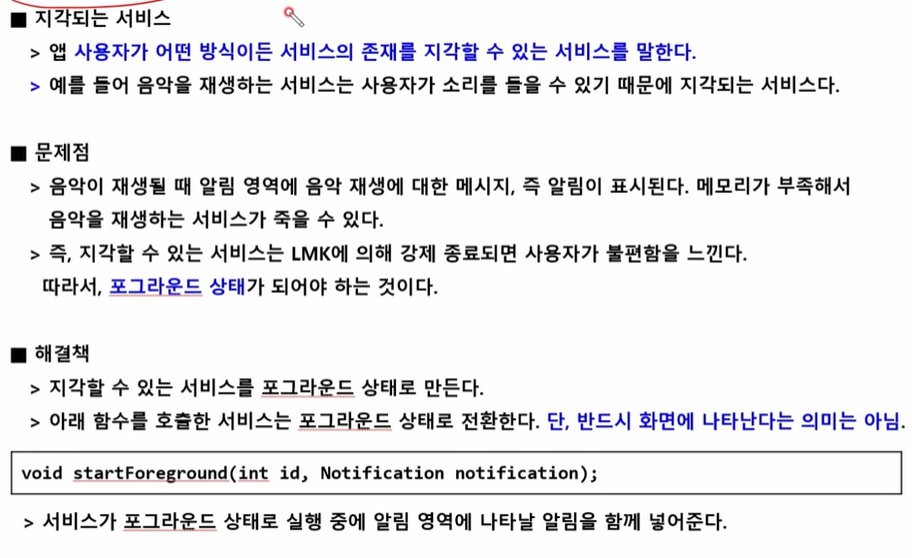 ■ 지각되는 서비스
> 앱 사용자가 어떤 방식이든 서비스의 존재를 지각할 수 있는 서비스를 말한다.
> 예를 들어 음악을 재생하는 서비스는 사용자가 소리를 들을 수 있기 때문에 지각되는 서비스다.
■ 문제점
> 음악이 재생될 때 알림 영역에 음악 재생에 대한 메시지, 즉 알림이 표시된다. 메모리가 부족해서
음악을 재생하는 서비스가 죽을 수 있다.
> 즉, 지각할 수 있는 서비스는 LMK에 의해 강제 종료되면 사용자가 불편함을 느낀다.
따라서, 포그라운드 상태가 되어야 하는 것이다.
■ 해결책
> 지각할 수 있는 서비스를 포그라운드 상태로 만든다.
> 아래 함수를 호출한 서비스는 포그라운드 상태로 전환한다. 단, 반드시 화면에 나타난다는 의미는 아님.
void startForeground(int id, Notification notification);
> 서비스가 포그라운드 상태로 실행 중에 알림 영역에 나타날 알림을 함께 넣어준다.